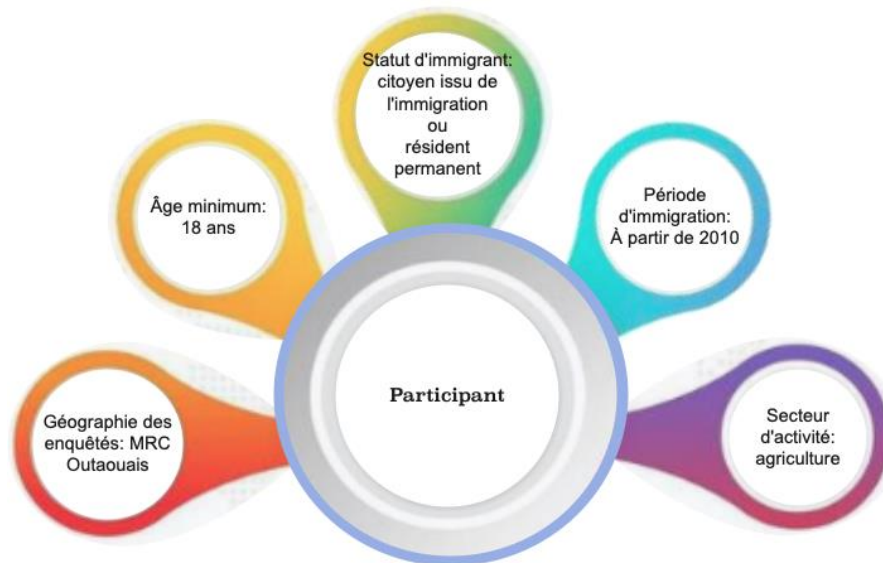 Statut d'immigrant:
citoyen issu de
l'immigration
ou
résident
permanent
Âge minimum:
18 ans
Période
d'immigration:
À partir de 2010
Participant
Géographie des
enquêtés: MRC
Outaouais
Secteur
d'activité:
agriculture